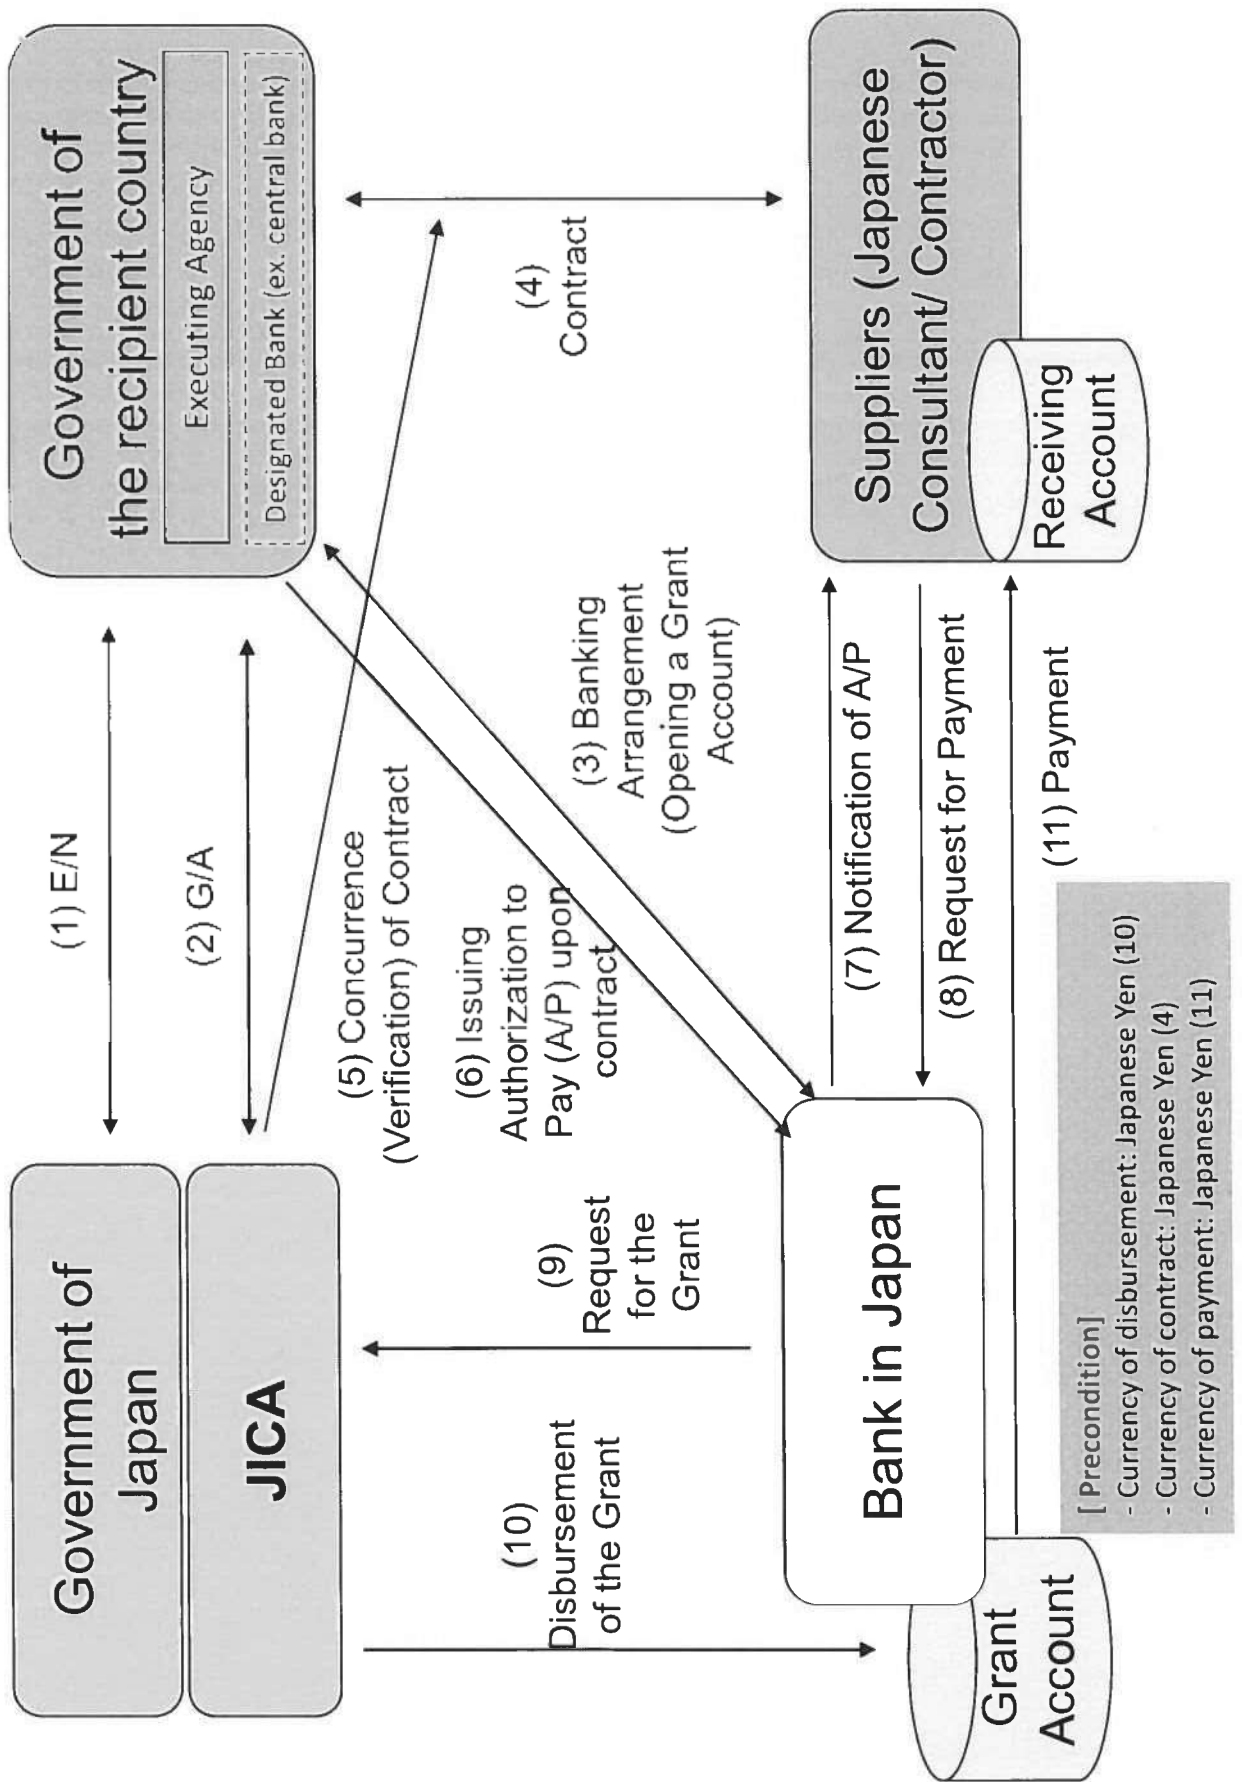 Government of
Japan
JICA
(1) E/N
(2) G/A
Government of
the recipient country
Executing Agency
Designated Bank (ex. central bank)
(5) Concurrence
(Verification) of Contract
(6) Issuing
Authorization to
Pay (A/P) upon
contract
(3) Banking
Arrangement
(Opening a Grant
Account)
(4)
Contract
(9)
Request
for the
Grant
(10)
Disbursement
of the Grant
Bank in Japan
Grant
Account
(7) Notification of A/P
(8) Request for Payment
(11) Payment
Suppliers (Japanese
Consultant/ Contractor)
Receiving
Account
[Precondition]
- Currency of disbursement: Japanese Yen (10)
- Currency of contract: Japanese Yen (4)
- Currency of payment: Japanese Yen (11)